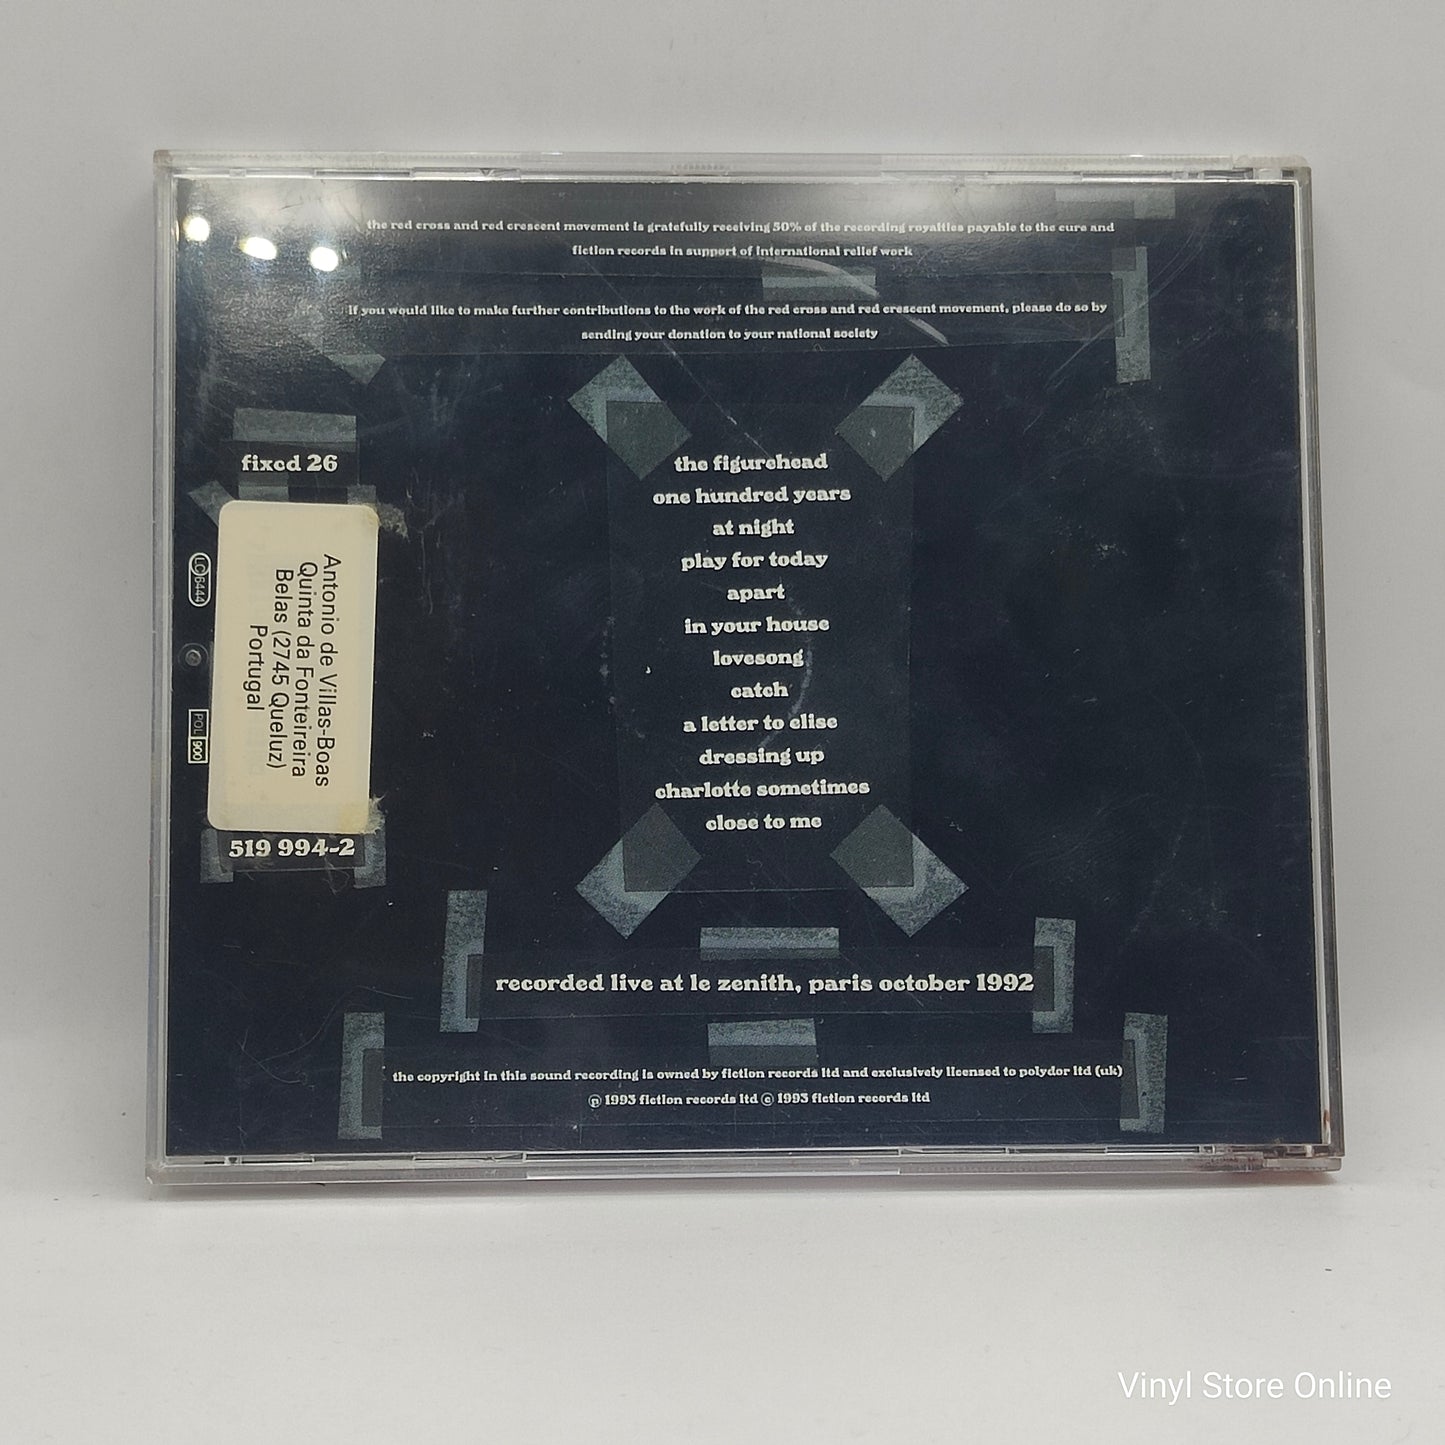 the red cross and red crescent movement is gratefully receiving 50% of the recording royalties payable to the cure and
fiction records in support of international relief work
if you would like to make further contributions to the work of the red cross and red crescent movement, please do so by
sending your donation to your national society
fixcd 26
LC 6444
POL 900
Antonio de Villas-Boas
Quinta da Fonteireira
Belas (2745 Queluz)
Portugal
519 994-2
the figurehead
one hundred years
at night
play for today
apart
in your house
lovesong
catch
a letter to elise
dressing up
charlotte sometimes
close to me
recorded live at le zenith, paris october 1992
the copyright in this sound recording is owned by fiction records ltd and exclusively licensed to polydor ltd (uk)
℗ 1993 fiction records ltd © 1993 fiction records ltd
Vinyl Store Online